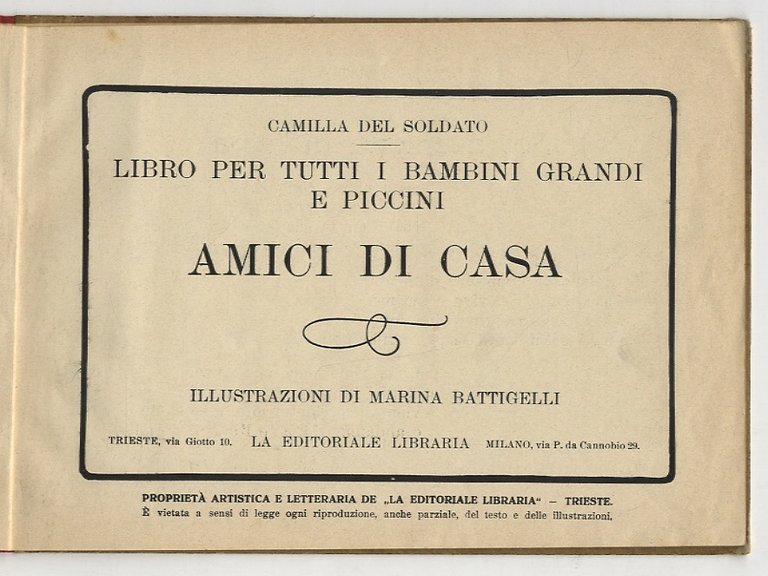 CAMILLA DEL SOLDATO
LIBRO PER TUTTI I BAMBINI GRANDI
E PICCINI
AMICI DI CASA
ILLUSTRAZIONI DI MARINA BATTIGELLI
TRIESTE, via Giotto 10. LA EDITORIALE LIBRARIA MILANO, via P. da Cannobio 29.
PROPRIETÀ ARTISTICA E LETTERARIA DE „LA EDITORIALE LIBRARIA“ – TRIESTE.
È vietata a sensi di legge ogni riproduzione, anche parziale, del testo e delle illustrazioni.